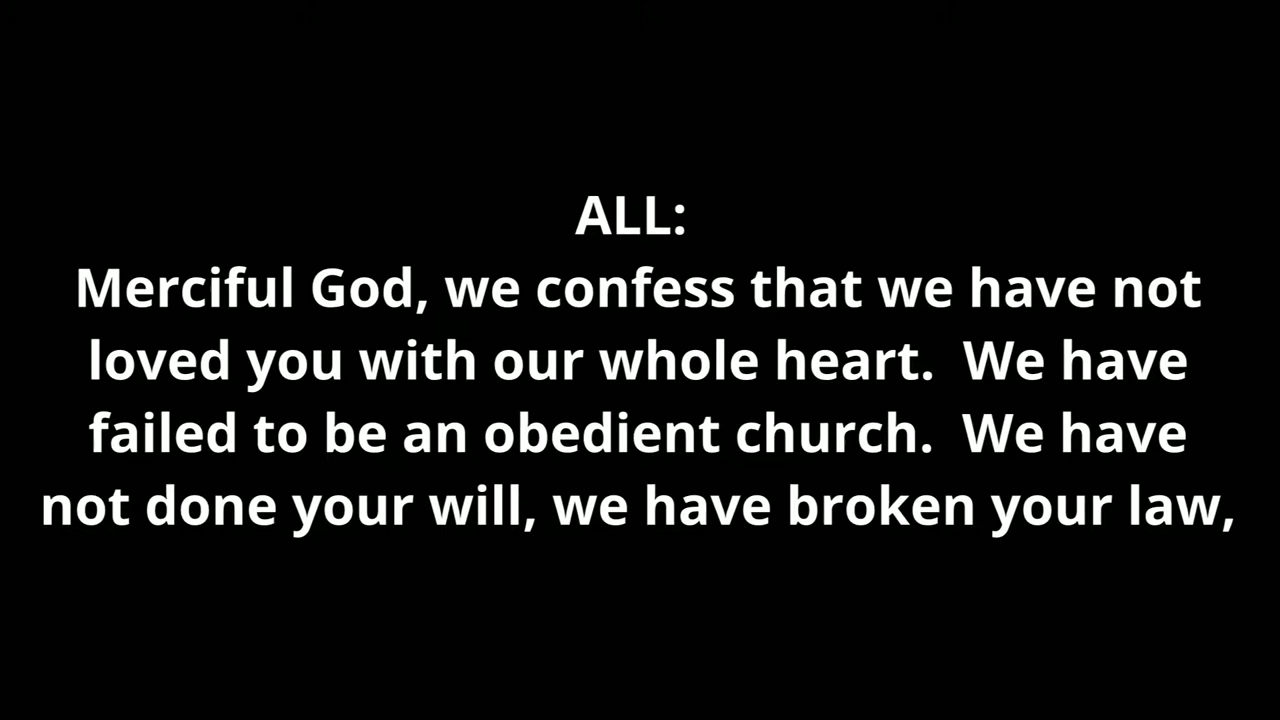 ALL:
Merciful God, we confess that we have not
loved you with our whole heart.  We have
failed to be an obedient church.  We have
not done your will, we have broken your law,